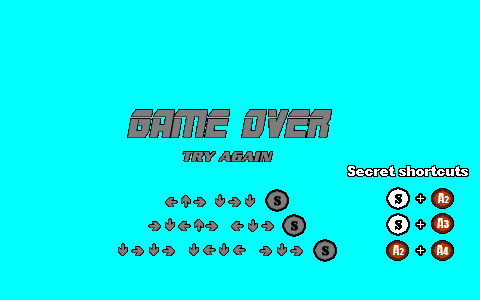 GAME OVER
TRY AGAIN
Secret shortcuts
←↑→ ↓→↓ S
S + A2
→↓←↑→ ←↓→ S
S + A3
↓→↓→ ↓←↓← →↓→ S
A2 + A4